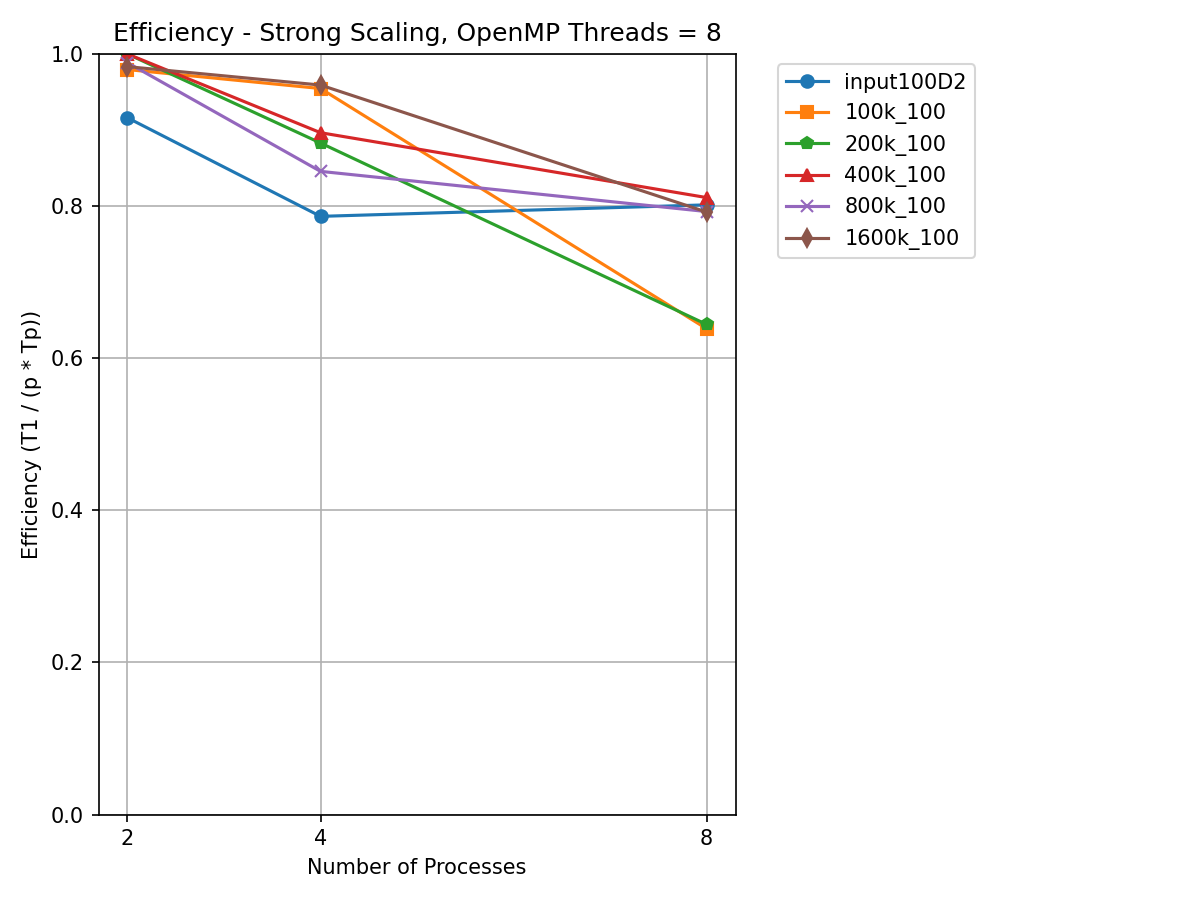 Efficiency - Strong Scaling, OpenMP Threads = 8
1.0
0.8
0.6
0.4
0.2
0.0
Efficiency (T1 / (p * Tp))
2
4
8
Number of Processes
input100D2
100k_100
200k_100
400k_100
800k_100
1600k_100